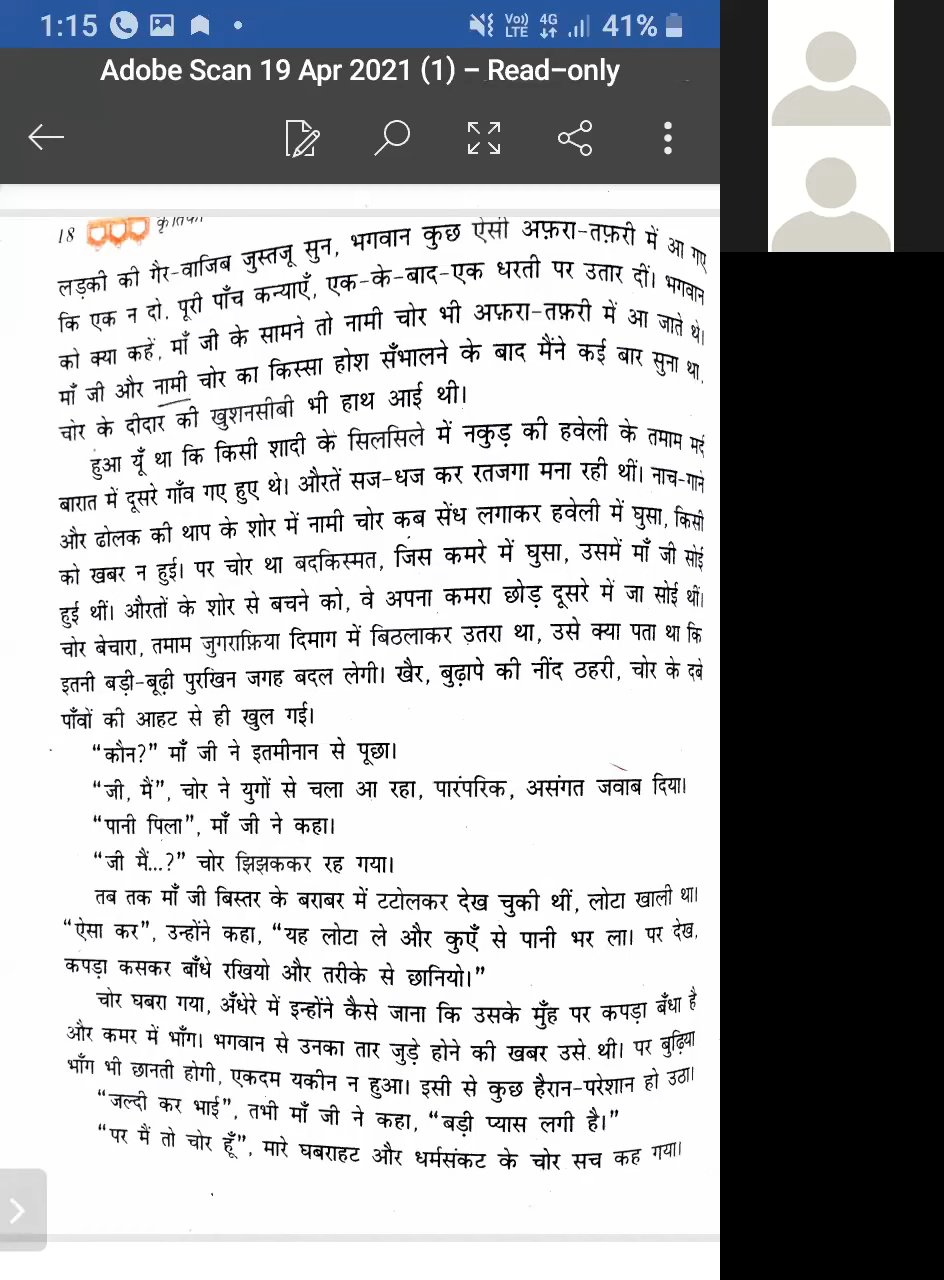 1:15 Vo)) LTE 4G 41%
Adobe Scan 19 Apr 2021 (1) – Read-only
18 कृतिका
लड़की की गैर-वाजिब जुस्तजू सुन, भगवान कुछ ऐसी अफ़रा-तफ़री में आ गए
कि एक न दो, पूरी पाँच कन्याएँ, एक-के-बाद-एक धरती पर उतार दीं। भगवान
को क्या कहें, माँ जी के सामने तो नामी चोर भी अफ़रा-तफ़री में आ जाते थे।
माँ जी और नामी चोर का किस्सा होश सँभालने के बाद मैंने कई बार सुना था,
चोर के दीदार की खुशनसीबी भी हाथ आई थी।
हुआ यूँ था कि किसी शादी के सिलसिले में नकुड़ की हवेली के तमाम मर्द
बारात में दूसरे गाँव गए हुए थे। औरतें सज-धज कर रतजगा मना रही थीं। नाच-गाने
और ढोलक की थाप के शोर में नामी चोर कब सेंध लगाकर हवेली में घुसा, किसी
को खबर न हुई। पर चोर था बदकिस्मत, जिस कमरे में घुसा, उसमें माँ जी सोई
हुई थीं। औरतों के शोर से बचने को, वे अपना कमरा छोड़ दूसरे में जा सोई थीं।
चोर बेचारा, तमाम जुगराफ़िया दिमाग में बिठलाकर उतरा था, उसे क्या पता था कि
इतनी बड़ी-बूढ़ी पुरखिन जगह बदल लेगी। खैर, बुढ़ापे की नींद ठहरी, चोर के दबे
पाँवों की आहट से ही खुल गई।
“कौन?” माँ जी ने इतमीनान से पूछा।
“जी, मैं”, चोर ने युगों से चला आ रहा, पारंपरिक, असंगत जवाब दिया।
“पानी पिला”, माँ जी ने कहा।
“जी मैं...?” चोर झिझककर रह गया।
तब तक माँ जी बिस्तर के बराबर में टटोलकर देख चुकी थीं, लोटा खाली था।
“ऐसा कर”, उन्होंने कहा, “यह लोटा ले और कुएँ से पानी भर ला। पर देख,
कपड़ा कसकर बाँधे रखियो और तरीके से छानियो।”
चोर घबरा गया, अँधेरे में इन्होंने कैसे जाना कि उसके मुँह पर कपड़ा बँधा है
और कमर में भाँग। भगवान से उनका तार जुड़े होने की खबर उसे थी। पर बुढ़िया
भाँग भी छानती होगी, एकदम यकीन न हुआ। इसी से कुछ हैरान-परेशान हो उठा।
“जल्दी कर भाई”, तभी माँ जी ने कहा, “बड़ी प्यास लगी है।”
“पर मैं तो चोर हूँ”, मारे घबराहट और धर्मसंकट के चोर सच कह गया।